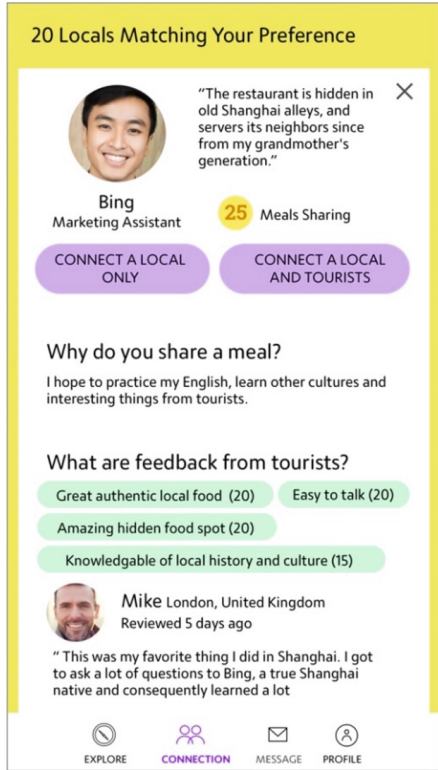 20 Locals Matching Your Preference
"The restaurant is hidden in
old Shanghai alleys, and
servers its neighbors since
from my grandmother's
generation."
Bing
Marketing Assistant
25 Meals Sharing
CONNECT A LOCAL
ONLY
CONNECT A LOCAL
AND TOURISTS
Why do you share a meal?
I hope to practice my English, learn other cultures and
interesting things from tourists.
What are feedback from tourists?
Great authentic local food (20)
Easy to talk (20)
Amazing hidden food spot (20)
Knowledgable of local history and culture (15)
Mike London, United Kingdom
Reviewed 5 days ago
" This was my favorite thing I did in Shanghai. I got
to ask a lot of questions to Bing, a true Shanghai
native and consequently learned a lot
EXPLORE
CONNECTION
MESSAGE
PROFILE